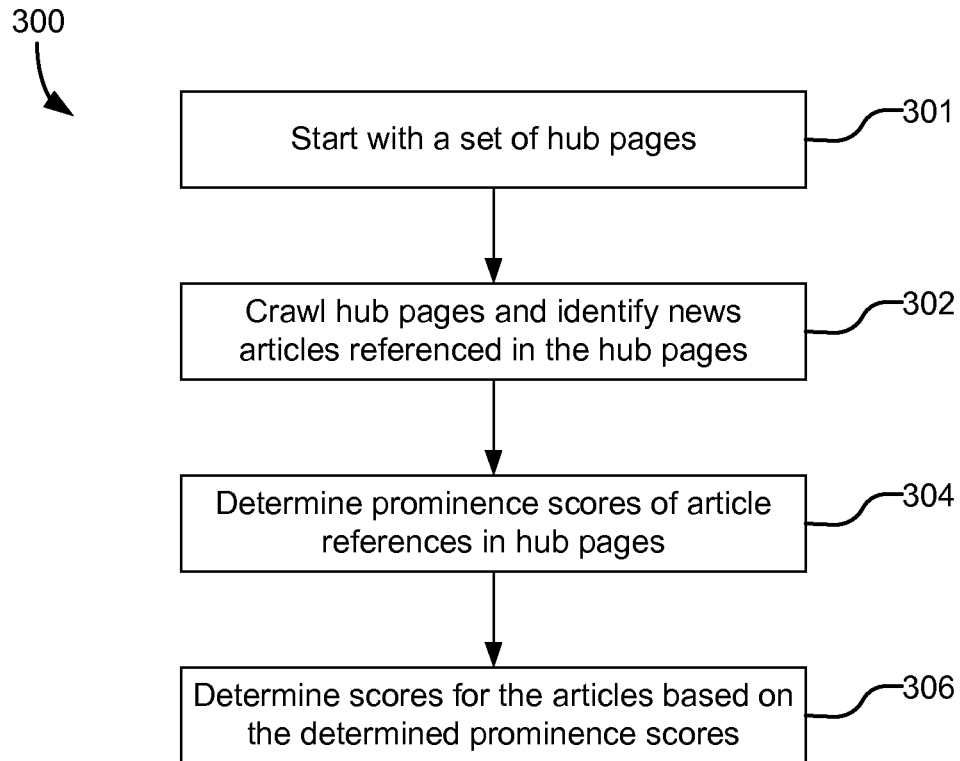 300
301
Start with a set of hub pages
302
Crawl hub pages and identify news
articles referenced in the hub pages
304
Determine prominence scores of article
references in hub pages
306
Determine scores for the articles based on
the determined prominence scores